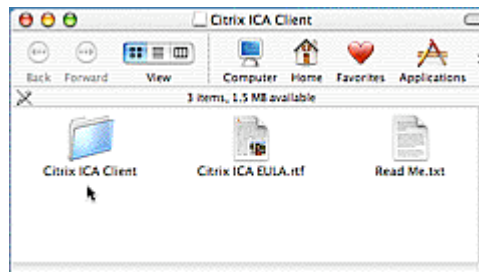 Citrix ICA Client
Back Forward View Computer Home Favorites Applications
3 items, 1.5 MB available
Citrix ICA Client Citrix ICA EULA.rtf Read Me.txt